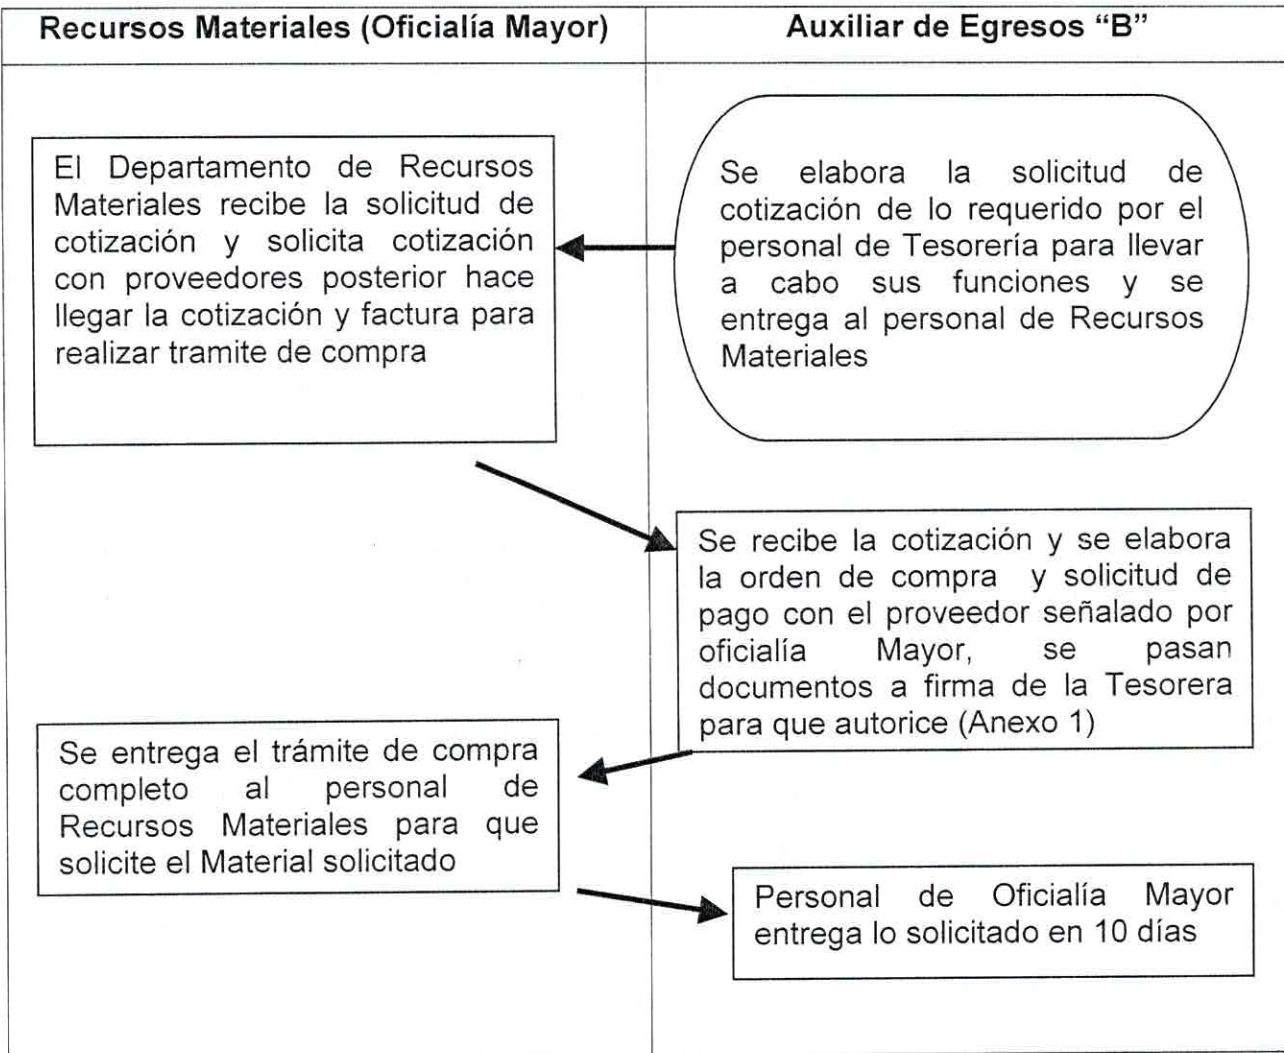 Recursos Materiales (Oficialía Mayor)
Auxiliar de Egresos “B”
Se elabora la solicitud de
cotización de lo requerido por el
personal de Tesorería para llevar
a cabo sus funciones y se
entrega al personal de Recursos
Materiales
El Departamento de Recursos
Materiales recibe la solicitud de
cotización y solicita cotización
con proveedores posterior hace
llegar la cotización y factura para
realizar tramite de compra
Se recibe la cotización y se elabora
la orden de compra y solicitud de
pago con el proveedor señalado por
oficialía Mayor, se pasan
documentos a firma de la Tesorera
para que autorice (Anexo 1)
Se entrega el trámite de compra
completo al personal de
Recursos Materiales para que
solicite el Material solicitado
Personal de Oficialía Mayor
entrega lo solicitado en 10 días